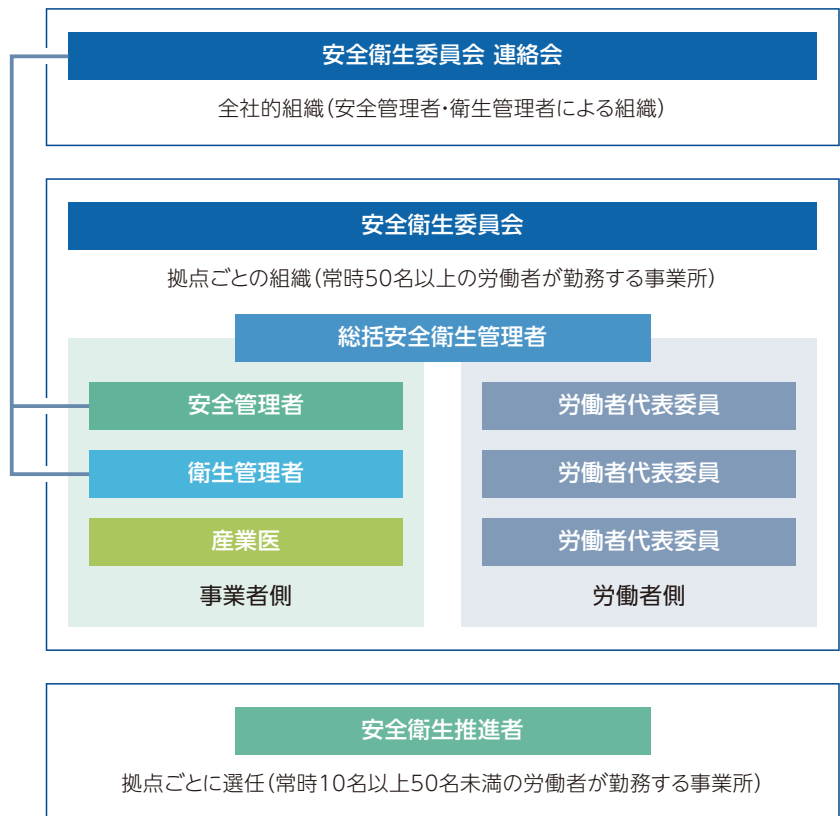 安全衛生委員会 連絡会
全社的組織(安全管理者・衛生管理者による組織)
安全衛生委員会
拠点ごとの組織(常時50名以上の労働者が勤務する事業所)
総括安全衛生管理者
安全管理者
衛生管理者
産業医
事業者側
労働者代表委員
労働者代表委員
労働者代表委員
労働者側
安全衛生推進者
拠点ごとに選任(常時10名以上50名未満の労働者が勤務する事業所)